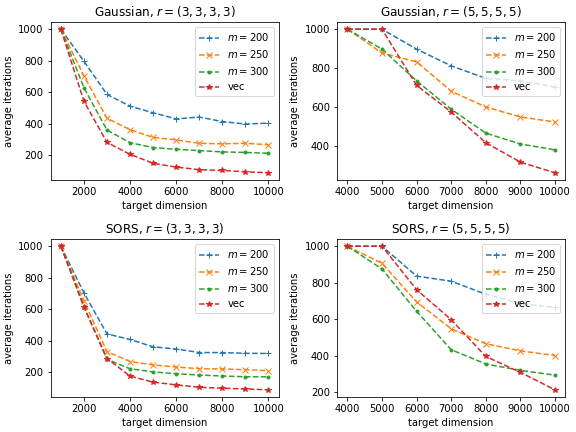 Gaussian, r = (3, 3, 3, 3)
1000
800
600
400
200
average iterations
m = 200
m = 250
m = 300
vec
2000 4000 6000 8000 10000
target dimension
Gaussian, r = (5, 5, 5, 5)
1000
800
600
400
average iterations
m = 200
m = 250
m = 300
vec
4000 5000 6000 7000 8000 9000 10000
target dimension
SORS, r = (3, 3, 3, 3)
1000
800
600
400
200
average iterations
m = 200
m = 250
m = 300
vec
2000 4000 6000 8000 10000
target dimension
SORS, r = (5, 5, 5, 5)
1000
800
600
400
200
average iterations
m = 200
m = 250
m = 300
vec
4000 5000 6000 7000 8000 9000 10000
target dimension